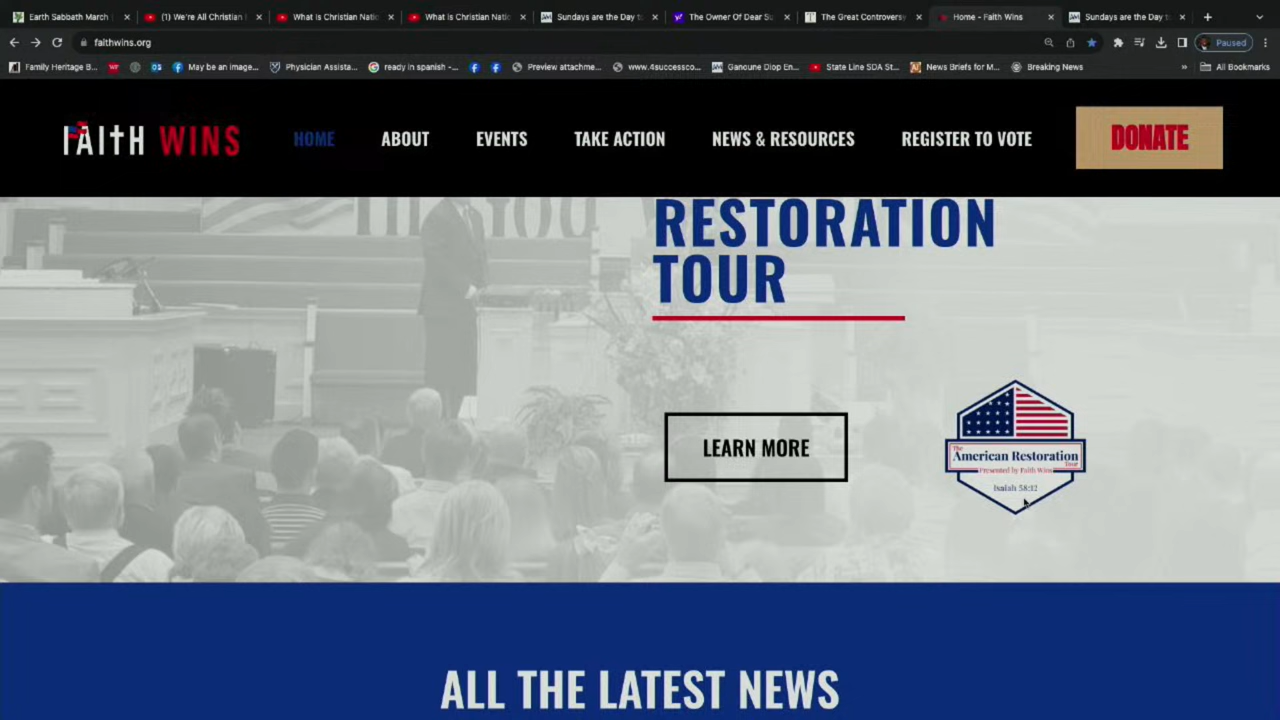 Earth Sabbath March
(1) We're All Christian
What Is Christian Natio
What Is Christian Natio
Sundays are the Day t
The Owner Of Dear Su
The Great Controversy
Home - Faith Wins
Sundays are the Day t
faithwins.org
Paused
Family Heritage B...
May be an image...
Physician Assista...
ready in spanish -...
Preview attachme...
www.4successco...
Ganoune Diop En...
State Line SDA St...
News Briefs for M...
Breaking News
»
All Bookmarks
FAITH WINS
HOME
ABOUT
EVENTS
TAKE ACTION
NEWS & RESOURCES
REGISTER TO VOTE
DONATE
YOU
RESTORATION
TOUR
LEARN MORE
The
American Restoration
Tour
Presented by Faith Wins
Isaiah 58:12
ALL THE LATEST NEWS